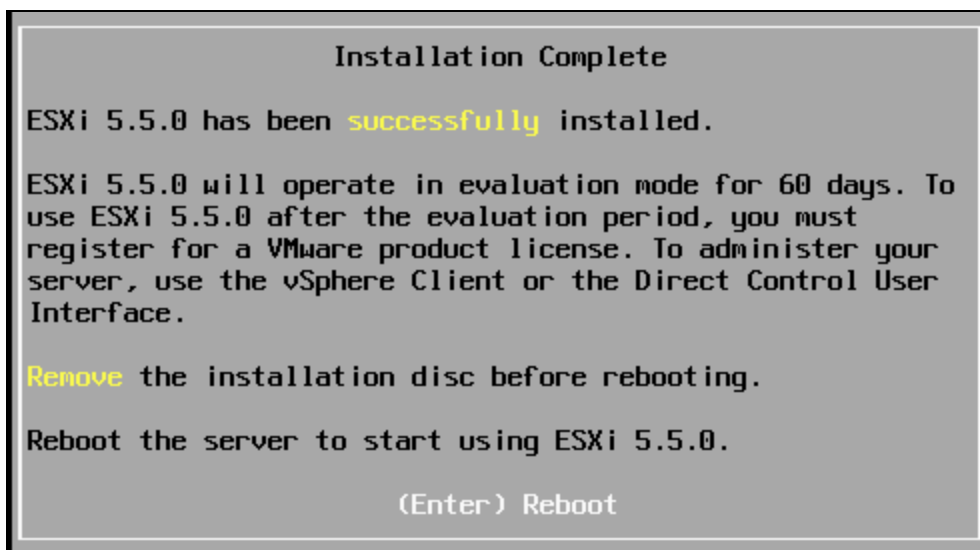 Installation Complete
ESXi 5.5.0 has been successfully installed.
ESXi 5.5.0 will operate in evaluation mode for 60 days. To
use ESXi 5.5.0 after the evaluation period, you must
register for a VMware product license. To administer your
server, use the vSphere Client or the Direct Control User
Interface.
Remove the installation disc before rebooting.
Reboot the server to start using ESXi 5.5.0.
(Enter) Reboot